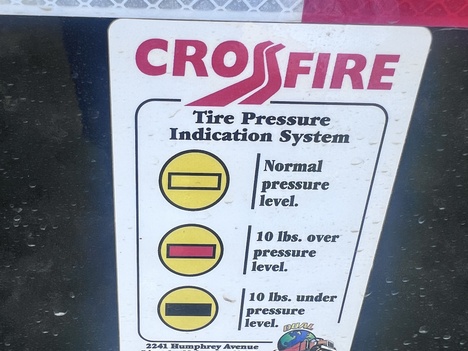 CROSSFIRE
Tire Pressure
Indication System
Normal
pressure
level.
10 lbs. over
pressure
level.
10 lbs. under
pressure
level.
DUAL
2241 Humphrey Avenue